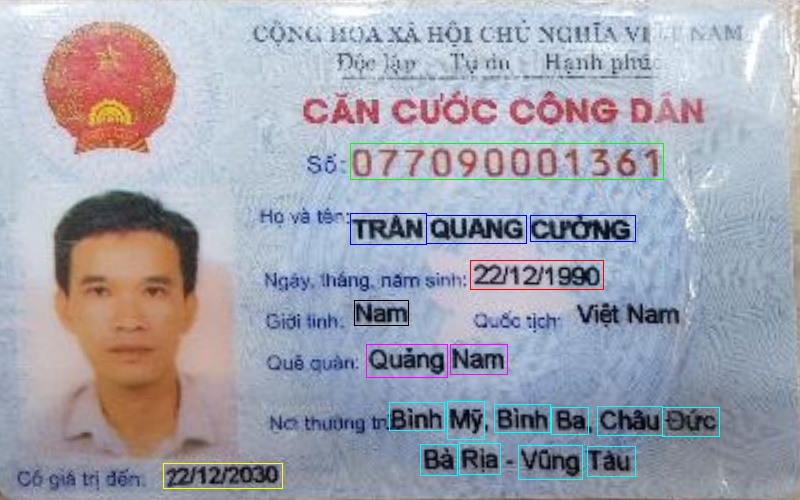 CỘNG HÒA XÃ HỘI CHỦ NGHĨA VIỆT NAM
Độc lập Tự do Hạnh phúc
CĂN CƯỚC CÔNG DÂN
Số: 077090001361
Họ và tên: TRẦN QUANG CƯỜNG
Ngày, tháng, năm sinh: 22/12/1990
Giới tính: Nam Quốc tịch: Việt Nam
Quê quán: Quảng Nam
Nơi thường tr Bình Mỹ, Bình Ba, Châu Đức
Bà Rịa - Vũng Tàu
Có giá trị đến: 22/12/2030